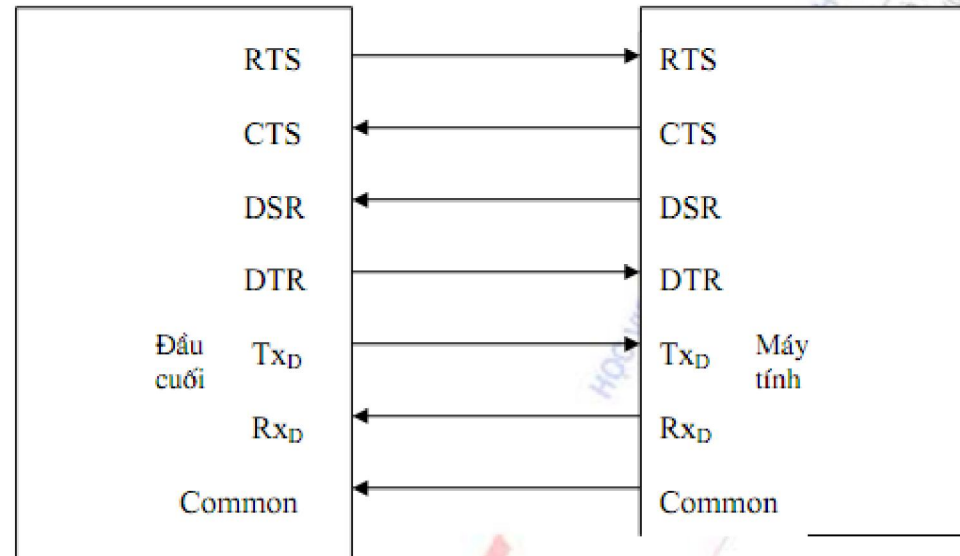 RTS RTS
CTS CTS
DSR DSR
DTR DTR
Đầu cuối TxD TxD Máy tính
RxD RxD
Common Common